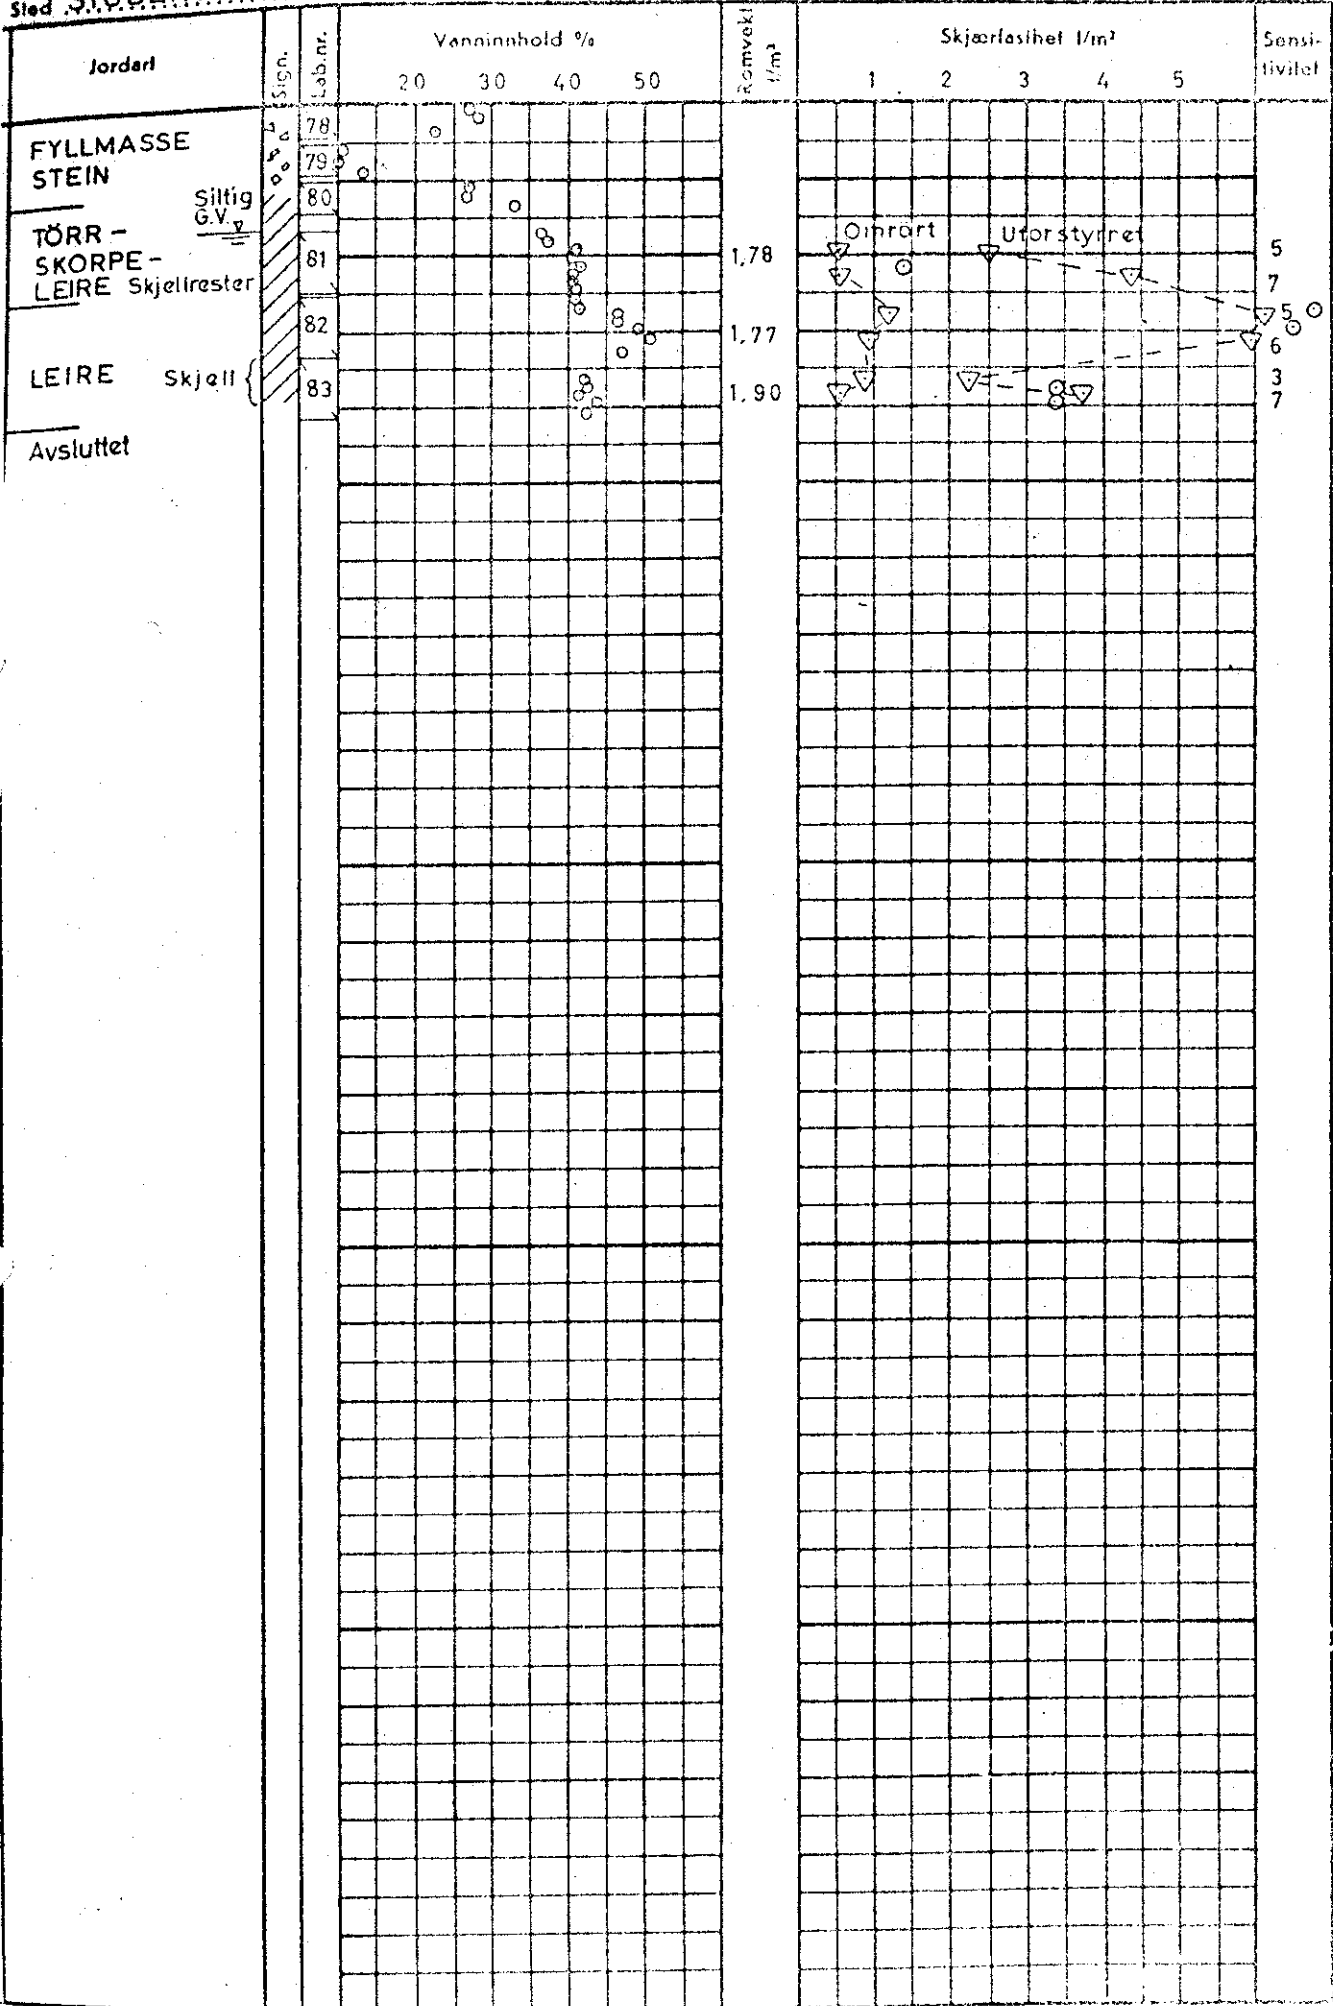 Sted
Jordart
Sign.
Lab.nr.
Vanninnhold %
20 30 40 50
Romvekt t/m³
Skjærfasthet t/m²
1 2 3 4 5
Sensi-
tivitet
FYLLMASSE
STEIN
78
79
Siltig
80
G.V.
TÖRR-
SKORPE-
LEIRE Skjellrester
81
1,78
Omrört Uforstyrret
5
7
82
1,77
5
6
LEIRE Skjell
83
1,90
3
7
Avsluttet